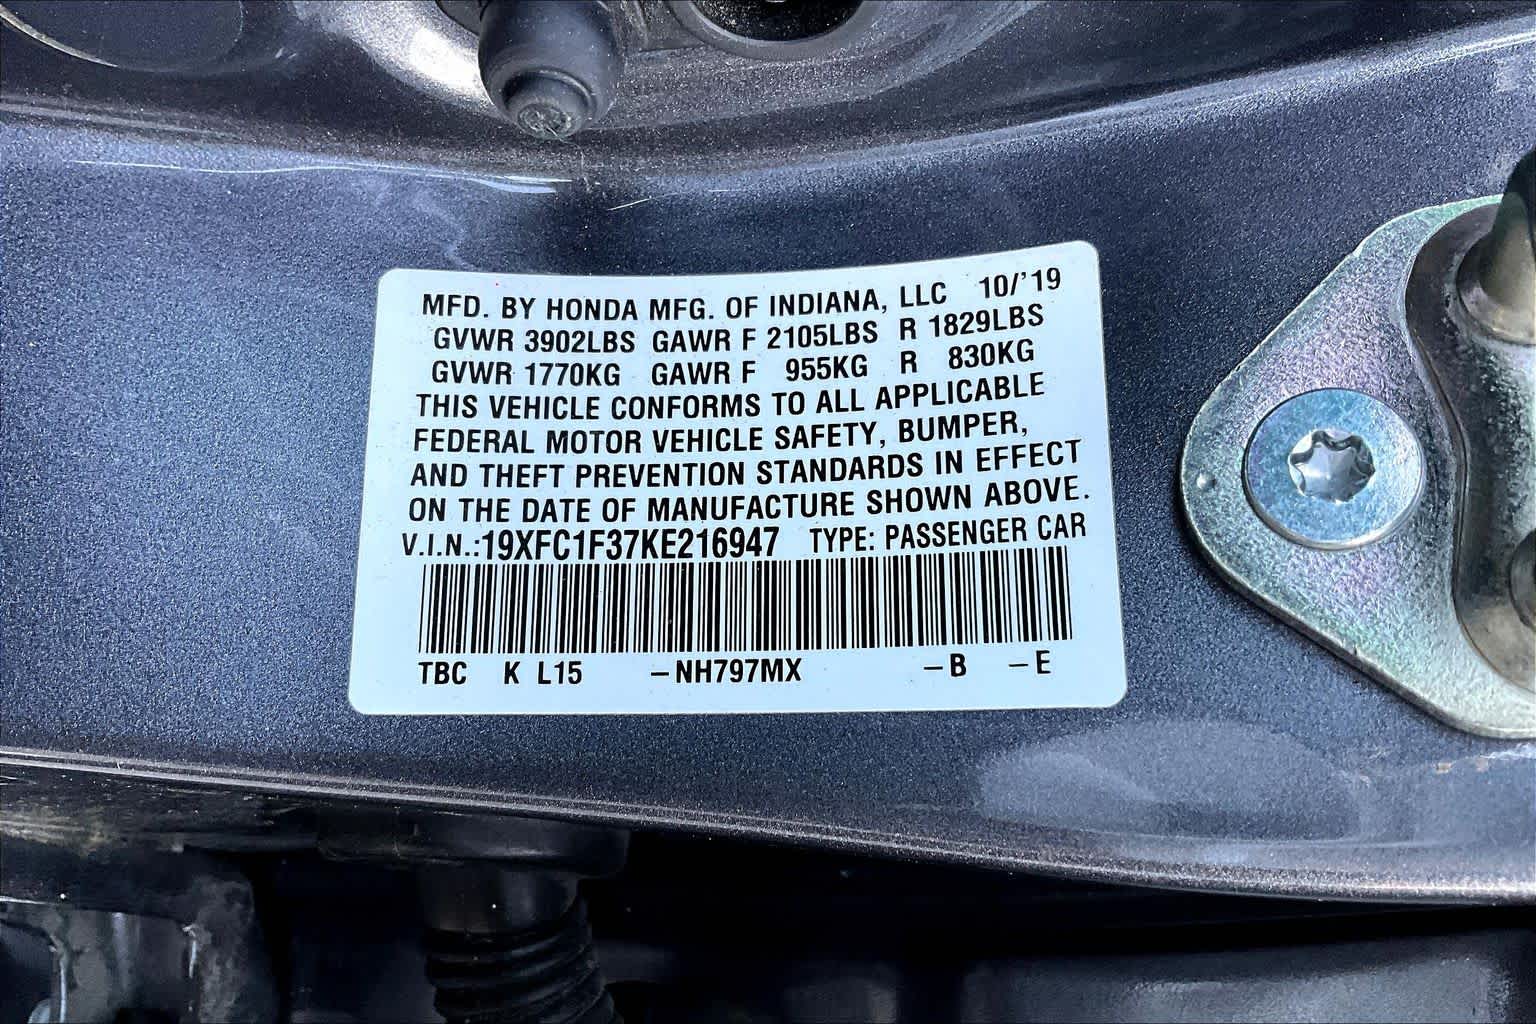 MFD. BY HONDA MFG. OF INDIANA, LLC 10/'19
GVWR 3902LBS GAWR F 2105LBS R 1829LBS
GVWR 1770KG GAWR F 955KG R 830KG
THIS VEHICLE CONFORMS TO ALL APPLICABLE
FEDERAL MOTOR VEHICLE SAFETY, BUMPER,
AND THEFT PREVENTION STANDARDS IN EFFECT
ON THE DATE OF MANUFACTURE SHOWN ABOVE.
V.I.N.:19XFC1F37KE216947 TYPE: PASSENGER CAR
TBC K L15 –NH797MX –B –E